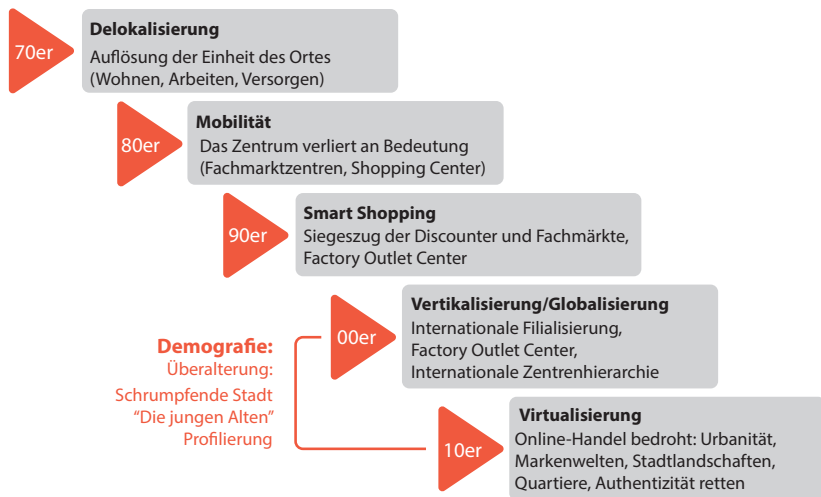 70er
Delokalisierung
Auflösung der Einheit des Ortes
(Wohnen, Arbeiten, Versorgen)
80er
Mobilität
Das Zentrum verliert an Bedeutung
(Fachmarktzentren, Shopping Center)
90er
Smart Shopping
Siegeszug der Discounter und Fachmärkte,
Factory Outlet Center
00er
Vertikalisierung/Globalisierung
Internationale Filialisierung,
Factory Outlet Center,
Internationale Zentrenhierarchie
Demografie:
Überalterung:
Schrumpfende Stadt
"Die jungen Alten"
Profilierung
10er
Virtualisierung
Online-Handel bedroht: Urbanität,
Markenwelten, Stadtlandschaften,
Quartiere, Authentizität retten